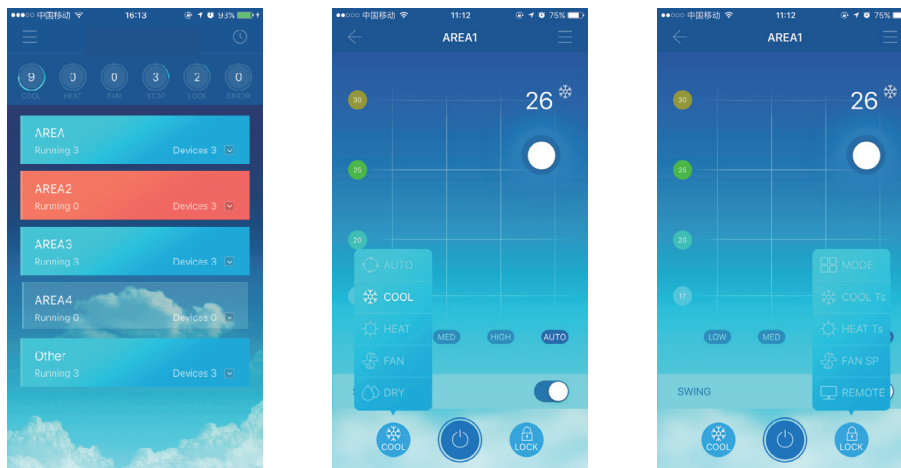 中国移动 16:13 93%
9 0 0 3 2 0
COOL HEAT FAN STOP LOCK ERROR
AREA
Running 3 Devices 3
AREA2
Running 0 Devices 3
AREA3
Running 3 Devices 3
AREA4
Running 0 Devices 0
Other
Running 3 Devices 3
中国移动 11:12 75%
AREA1
30
26
25
20
AUTO
COOL
HEAT
MED HIGH AUTO
FAN
DRY
COOL LOCK
中国移动 11:12 75%
AREA1
30
26
25
20
MODE
17 COOL Ts
LOW MED HEAT Ts
FAN SP
SWING REMOTE
COOL LOCK